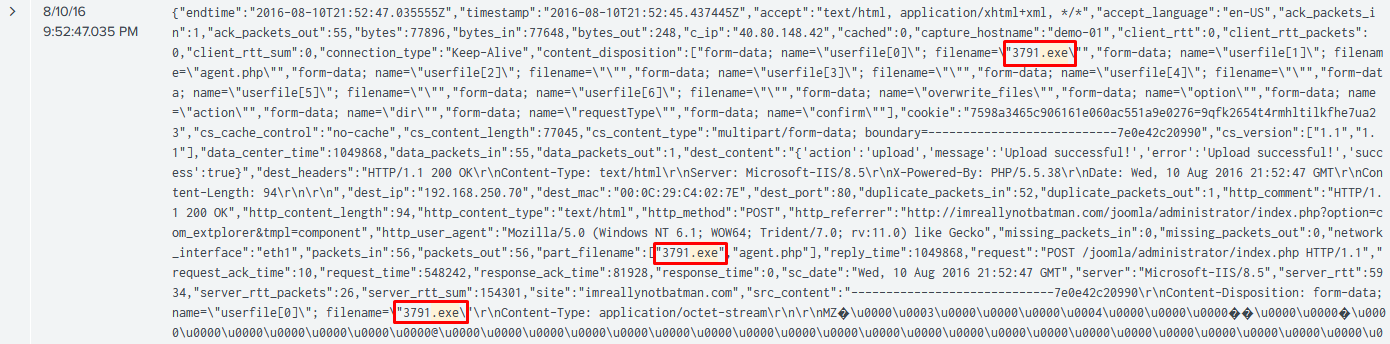 8/10/16
9:52:47.035 PM
{"endtime":"2016-08-10T21:52:47.035555Z","timestamp":"2016-08-10T21:52:45.437445Z","accept":"text/html, application/xhtml+xml, */*","accept_language":"en-US","ack_packets_i
n":1,"ack_packets_out":55,"bytes":77896,"bytes_in":77648,"bytes_out":248,"c_ip":"40.80.148.42","cached":0,"capture_hostname":"demo-01","client_rtt":0,"client_rtt_packets":
0,"client_rtt_sum":0,"connection_type":"Keep-Alive","content_disposition":["form-data; name=\"userfile[0]\"; filename=\"3791.exe\"","form-data; name=\"userfile[1]\"; filenam
e=\"agent.php\"","form-data; name=\"userfile[2]\"; filename=\"\"","form-data; name=\"userfile[3]\"; filename=\"\"","form-data; name=\"userfile[4]\"; filename=\"\"","form-dat
a; name=\"userfile[5]\"; filename=\"\"","form-data; name=\"userfile[6]\"; filename=\"\"","form-data; name=\"overwrite_files\"","form-data; name=\"option\"","form-data; name
=\"action\"","form-data; name=\"dir\"","form-data; name=\"requestType\"","form-data; name=\"confirm\""],"cookie":"7598a3465c906161e060ac551a9e0276=9qfk2654t4rmhltilkfhe7ua2
3","cs_cache_control":"no-cache","cs_content_length":77045,"cs_content_type":"multipart/form-data; boundary=---------------------------7e0e42c20990","cs_version":["1.1","1.
1"],"data_center_time":1049868,"data_packets_in":55,"data_packets_out":1,"dest_content":"{'action':'upload','message':'Upload successful!','error':'Upload successful!','succe
ss':true}","dest_headers":"HTTP/1.1 200 OK\r\nContent-Type: text/html\r\nServer: Microsoft-IIS/8.5\r\nX-Powered-By: PHP/5.5.38\r\nDate: Wed, 10 Aug 2016 21:52:47 GMT\r\nCon
tent-Length: 94\r\n\r\n","dest_ip":"192.168.250.70","dest_mac":"00:0C:29:C4:02:7E","dest_port":80,"duplicate_packets_in":52,"duplicate_packets_out":1,"http_comment":"HTTP/1.
1 200 OK","http_content_length":94,"http_content_type":"text/html","http_method":"POST","http_referrer":"http://imreallynotbatman.com/joomla/administrator/index.php?option=c
om_extplorer&tmpl=component","http_user_agent":"Mozilla/5.0 (Windows NT 6.1; WOW64; Trident/7.0; rv:11.0) like Gecko","missing_packets_in":0,"missing_packets_out":0,"network
_interface":"eth1","packets_in":56,"packets_out":56,"part_filename":["3791.exe","agent.php"],"reply_time":1049868,"request":"POST /joomla/administrator/index.php HTTP/1.1","
request_ack_time":10,"request_time":548242,"response_ack_time":81928,"response_time":0,"sc_date":"Wed, 10 Aug 2016 21:52:47 GMT","server":"Microsoft-IIS/8.5","server_rtt":59
34,"server_rtt_packets":26,"server_rtt_sum":154301,"site":"imreallynotbatman.com","src_content":"-----------------------------7e0e42c20990\r\nContent-Disposition: form-data;
name=\"userfile[0]\"; filename=\"3791.exe\"\r\nContent-Type: application/octet-stream\r\n\r\nMZ�\u0000\u0003\u0000\u0000\u0000\u0004\u0000\u0000\u0000��\u0000\u0000�\u000
0\u0000\u0000\u0000\u0000\u0000\u0000@\u0000\u0000\u0000\u0000\u0000\u0000\u0000\u0000\u0000\u0000\u0000\u0000\u0000\u0000\u0000\u0000\u0000\u0000\u0000\u0000\u0000\u0000\u0